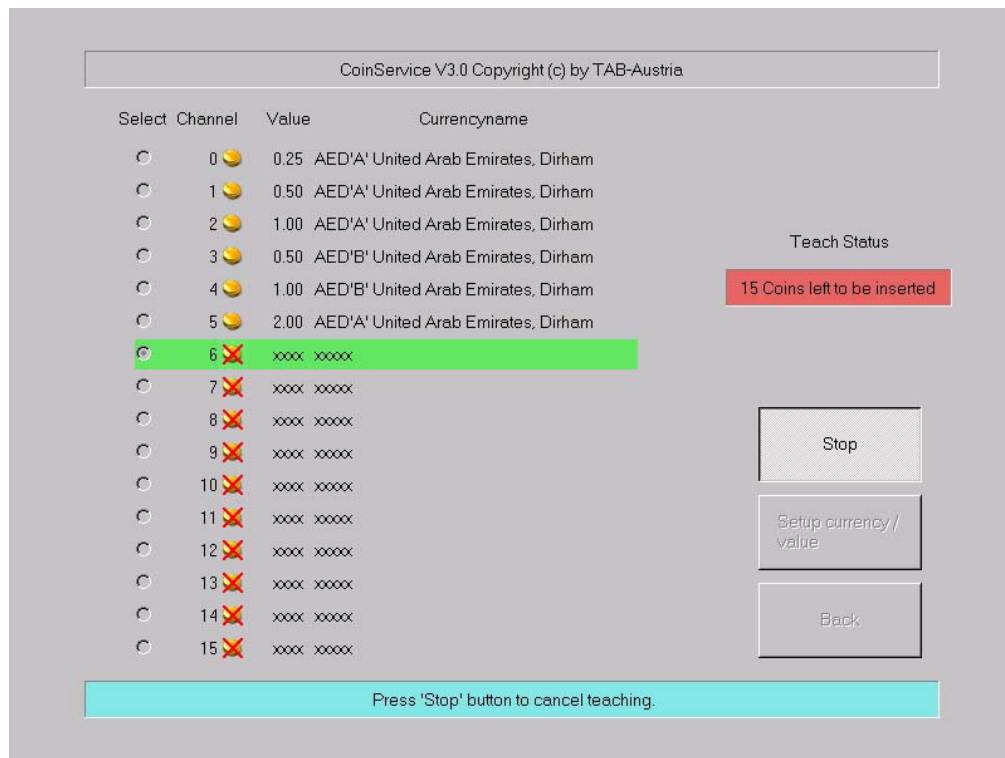 CoinService V3.0 Copyright (c) by TAB-Austria
Select Channel Value Currencyname
0 0.25 AED'A' United Arab Emirates, Dirham
1 0.50 AED'A' United Arab Emirates, Dirham
2 1.00 AED'A' United Arab Emirates, Dirham
3 0.50 AED'B' United Arab Emirates, Dirham
4 1.00 AED'B' United Arab Emirates, Dirham
5 2.00 AED'A' United Arab Emirates, Dirham
6 xxxx xxxxx
7 xxxx xxxxx
8 xxxx xxxxx
9 xxxx xxxxx
10 xxxx xxxxx
11 xxxx xxxxx
12 xxxx xxxxx
13 xxxx xxxxx
14 xxxx xxxxx
15 xxxx xxxxx
Teach Status
15 Coins left to be inserted
Stop
Setup currency /
value
Back
Press 'Stop' button to cancel teaching.